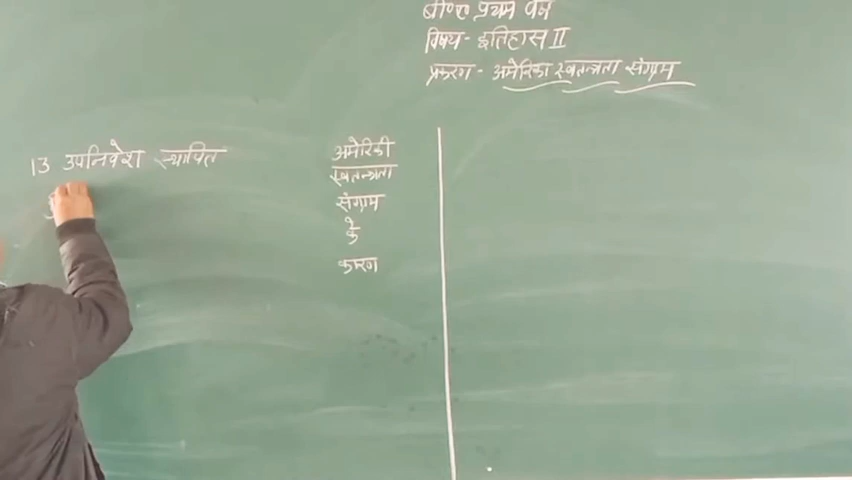 बी०ए० प्रथम वर्ष
विषय - इतिहास II
प्रकरण - अमेरिका स्वतन्त्रता संग्राम
13 उपनिवेश स्थापित
अमेरिकी
स्वतन्त्रता
संग्राम
के
कारण